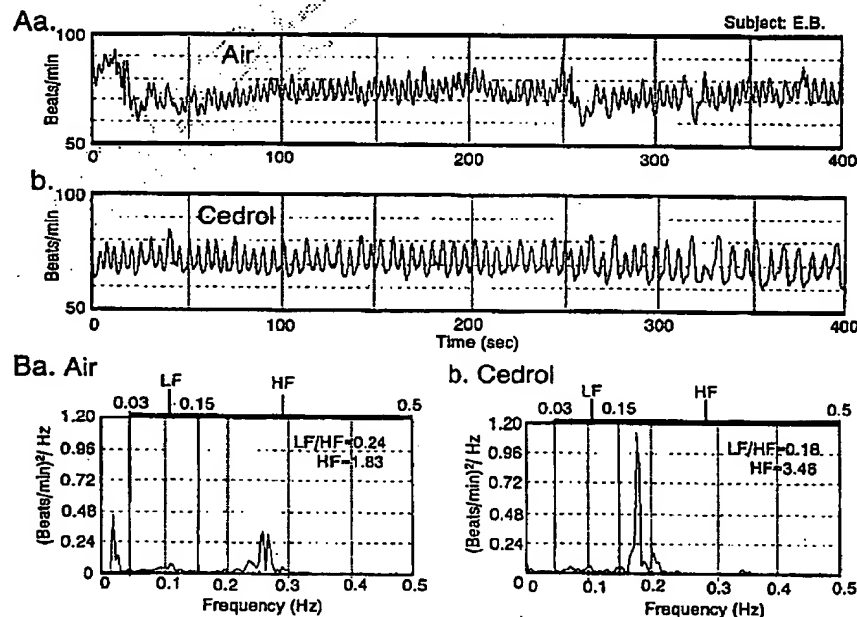 Aa.
Subject: E.B.
Air
Beats/min
100
50
0 100 200 300 400
b.
Cedrol
Beats/min
100
50
0 100 200 300 400
Time (sec)
Ba. Air
LF HF
0.03 0.15 0.5
1.20
0.96
0.72
0.48
0.24
0
(Beats/min)²/ Hz
LF/HF=0.24
HF=1.83
0 0.1 0.2 0.3 0.4 0.5
Frequency (Hz)
b. Cedrol
LF HF
0.03 0.15 0.5
1.20
0.96
0.72
0.48
0.24
0
(Beats/min)²/ Hz
LF/HF=0.18
HF=3.48
0 0.1 0.2 0.3 0.4 0.5
Frequency (Hz)